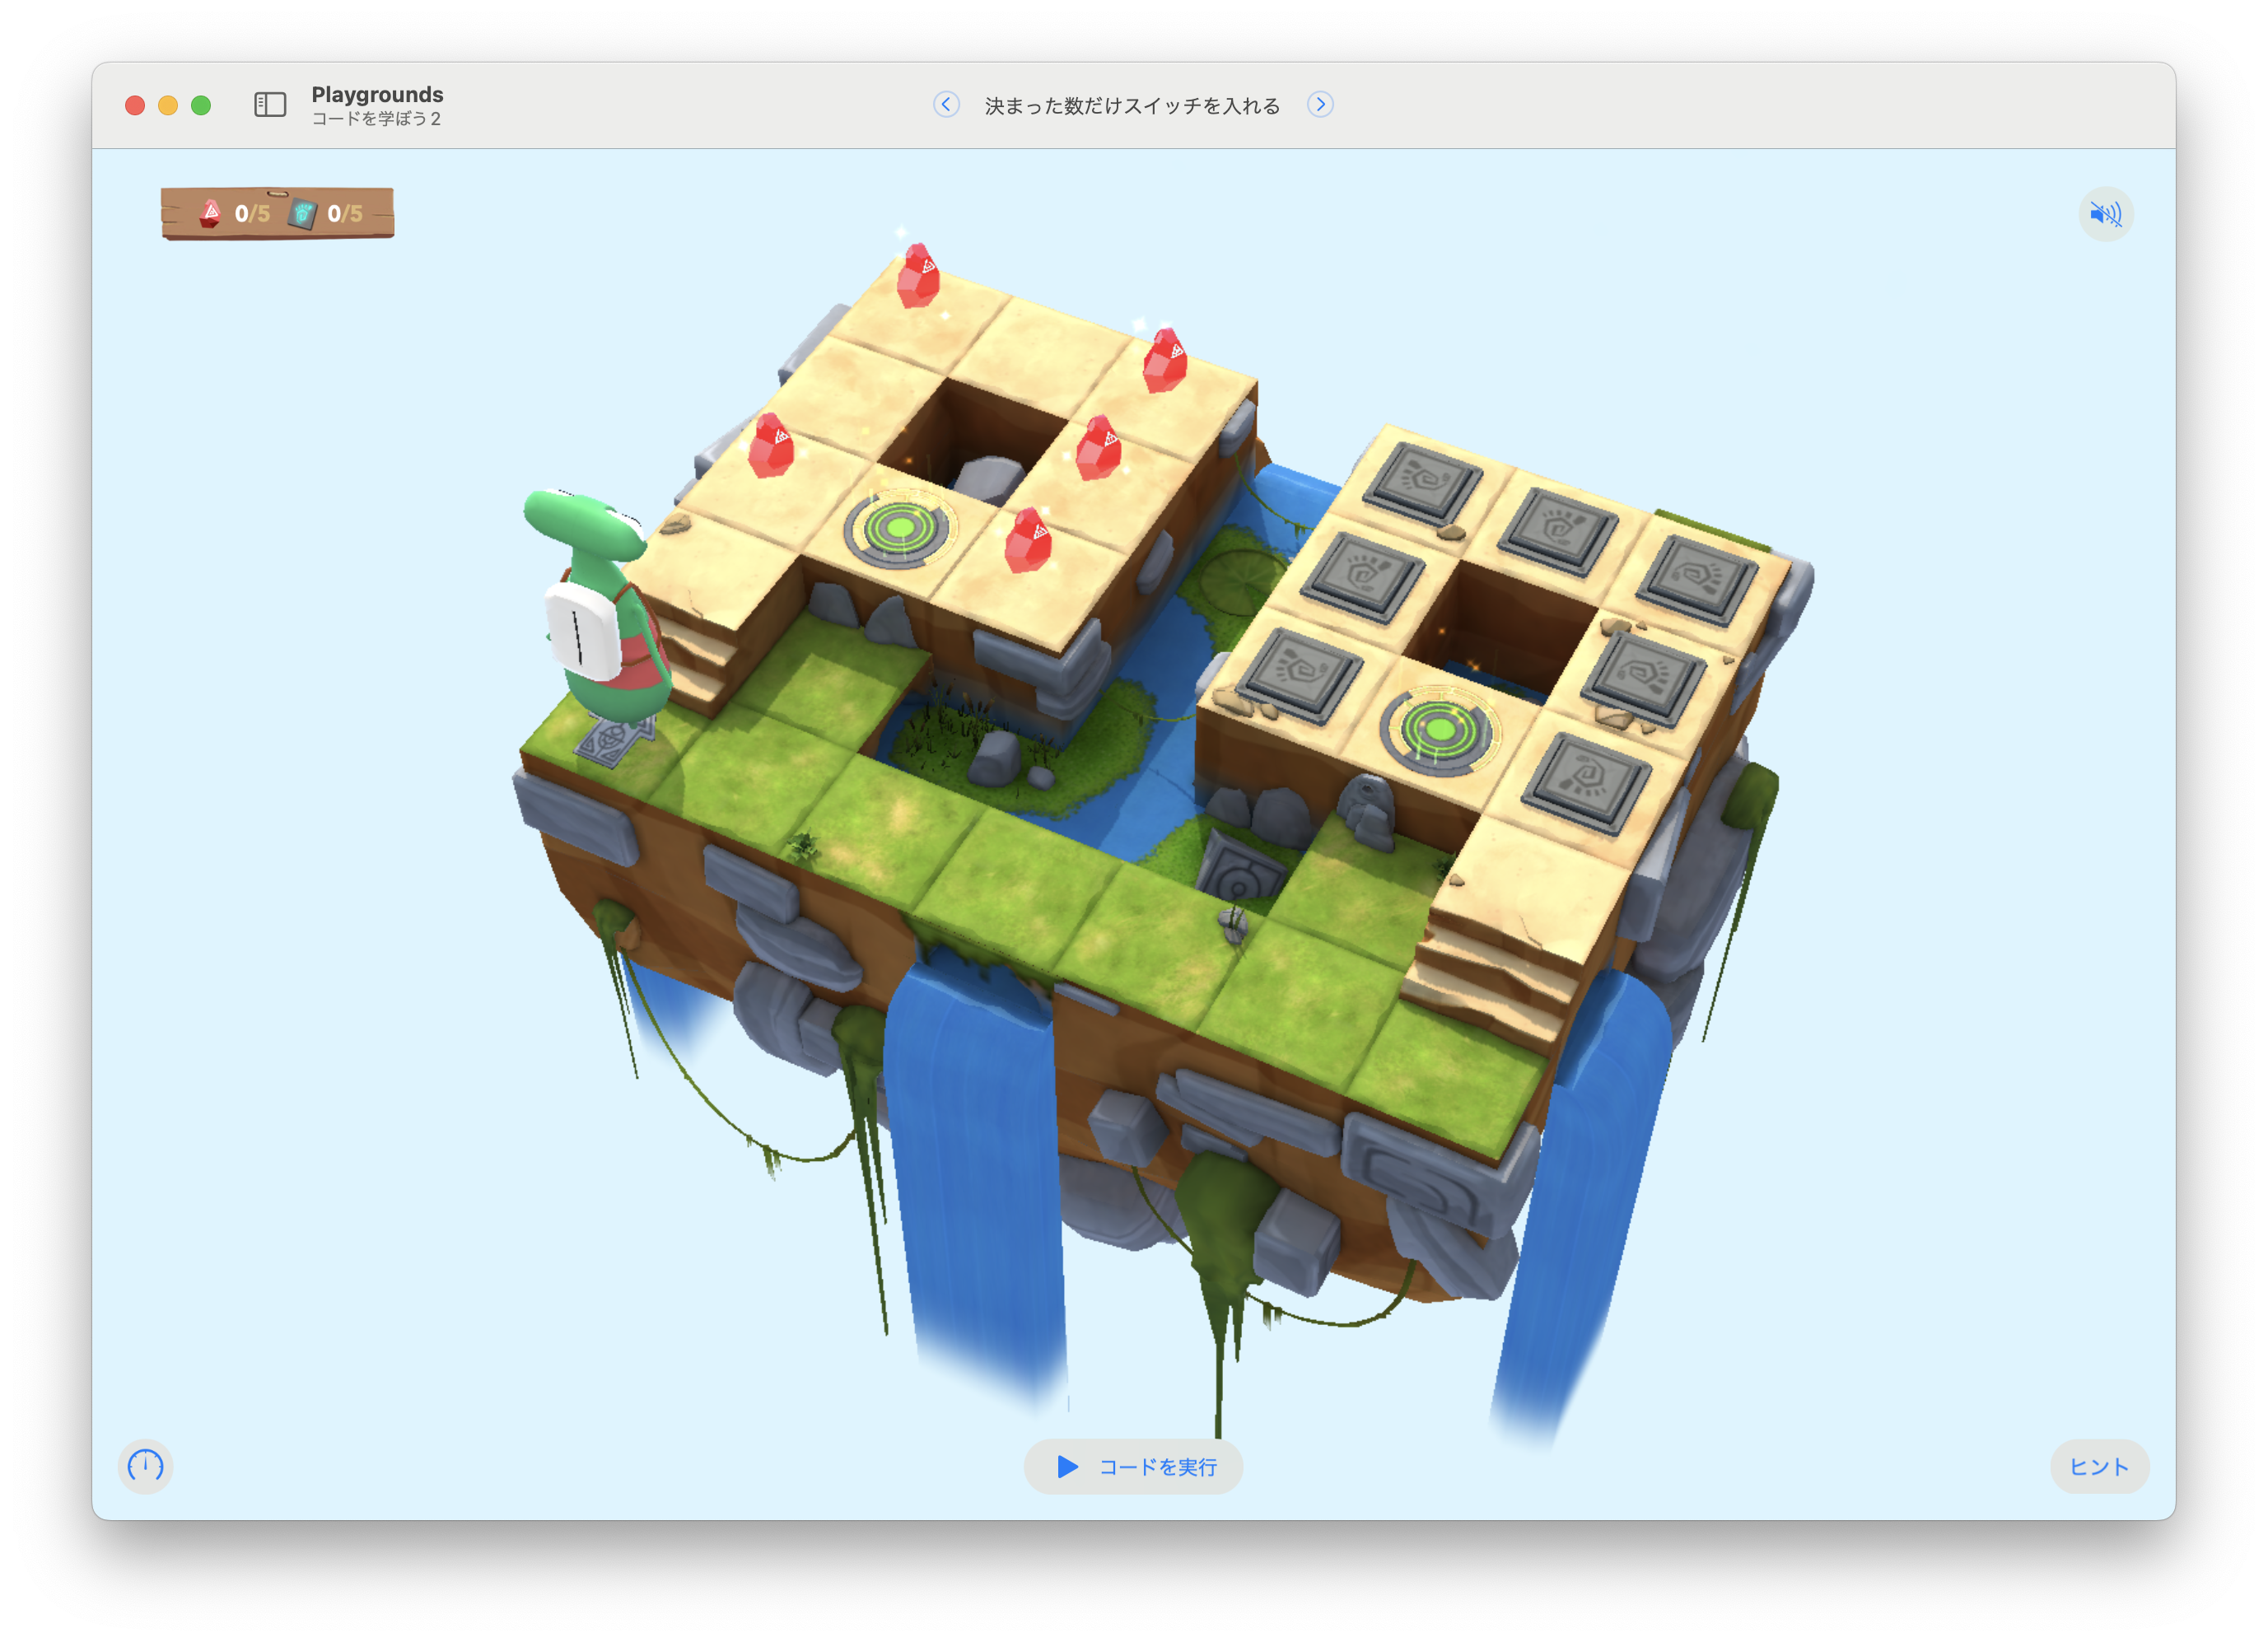 Playgrounds
コードを学ぼう2
決まった数だけスイッチを入れる
0/5 0/5
コードを実行
ヒント